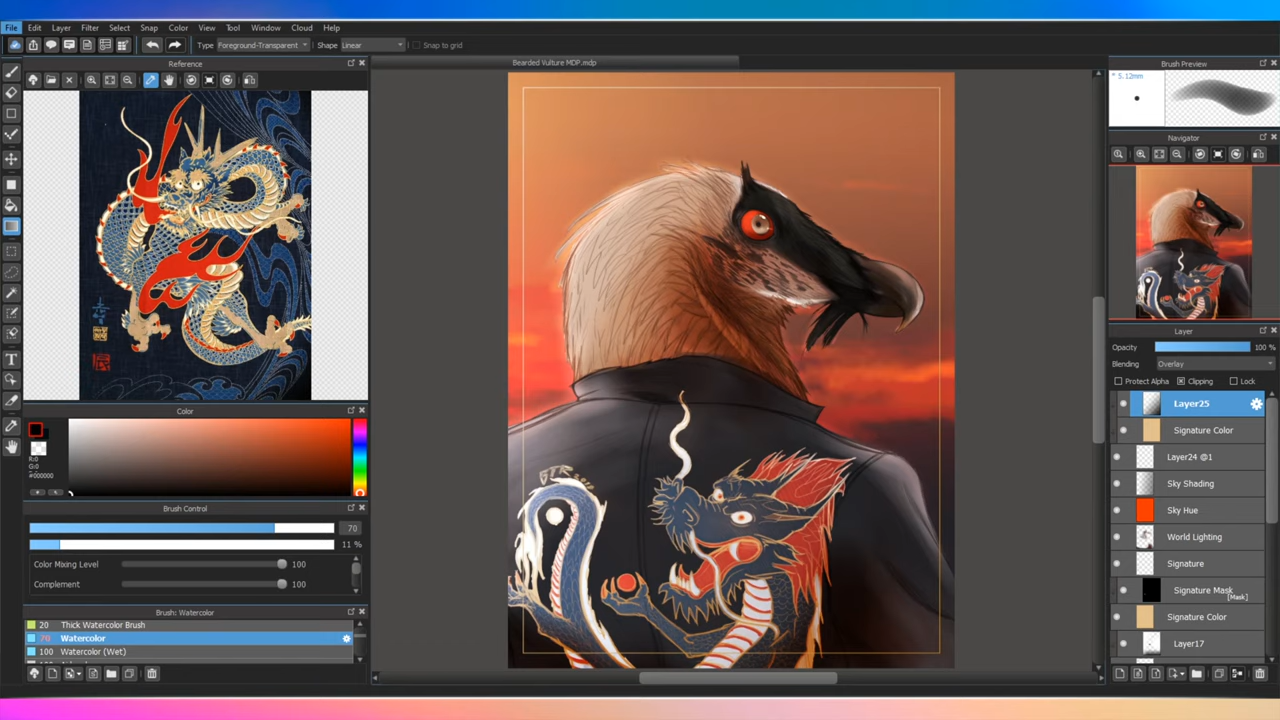 File Edit Layer Filter Select Snap Color View Tool Window Cloud Help
Type Foreground-Transparent Shape Linear Snap to grid
Reference
Bearded Vulture MDP.mdp
Brush Preview
* 5.12mm
Navigator
Layer
Opacity 100 %
Blending Overlay
Protect Alpha Clipping Lock
Layer25
Signature Color
Layer24 @1
Sky Shading
Sky Hue
World Lighting
Signature
Signature Mask
[Mask]
Signature Color
Layer17
Color
R:0
G:0
#000000
Brush Control
70
11 %
Color Mixing Level 100
Complement 100
Brush: Watercolor
20 Thick Watercolor Brush
70 Watercolor
100 Watercolor (Wet)